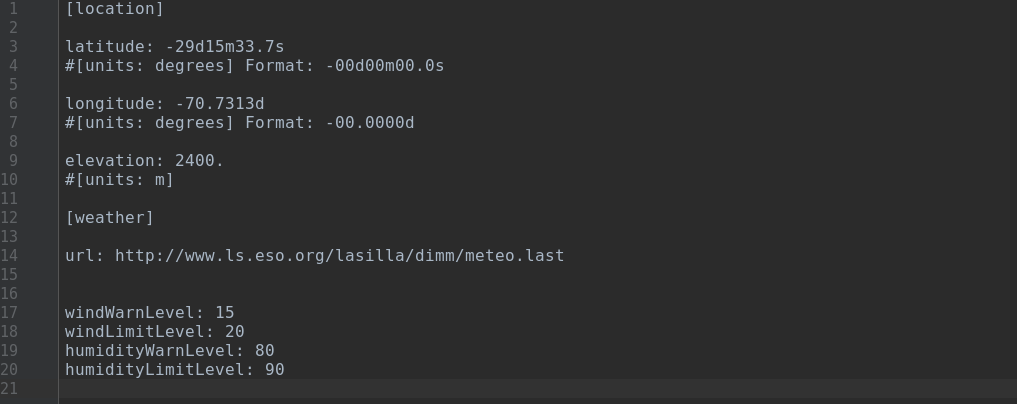 1 [location]
2
3 latitude: -29d15m33.7s
4 #[units: degrees] Format: -00d00m00.0s
5
6 longitude: -70.7313d
7 #[units: degrees] Format: -00.0000d
8
9 elevation: 2400.
10 #[units: m]
11
12 [weather]
13
14 url: http://www.ls.eso.org/lasilla/dimm/meteo.last
15
16
17 windWarnLevel: 15
18 windLimitLevel: 20
19 humidityWarnLevel: 80
20 humidityLimitLevel: 90
21